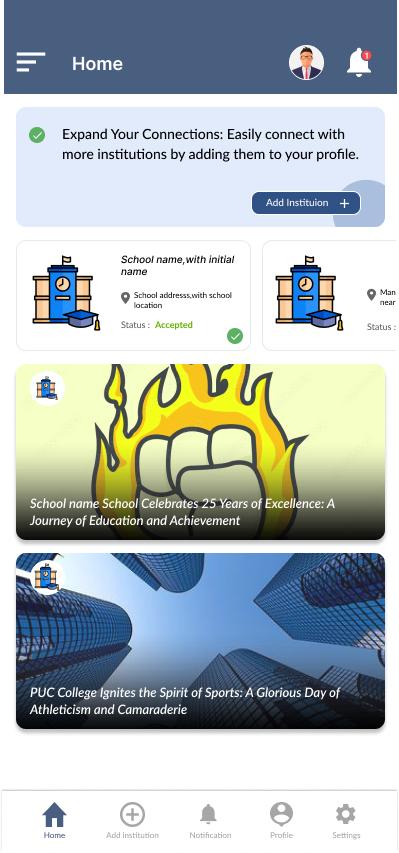 Home
1
Expand Your Connections: Easily connect with
more institutions by adding them to your profile.
Add Instituion +
School name,with initial
name
School addresss,with school
location
Status : Accepted
Man
near
Status :
School name School Celebrates 25 Years of Excellence: A
Journey of Education and Achievement
PUC College Ignites the Spirit of Sports: A Glorious Day of
Athleticism and Camaraderie
Home
Add institution
Notification
Profile
Settings